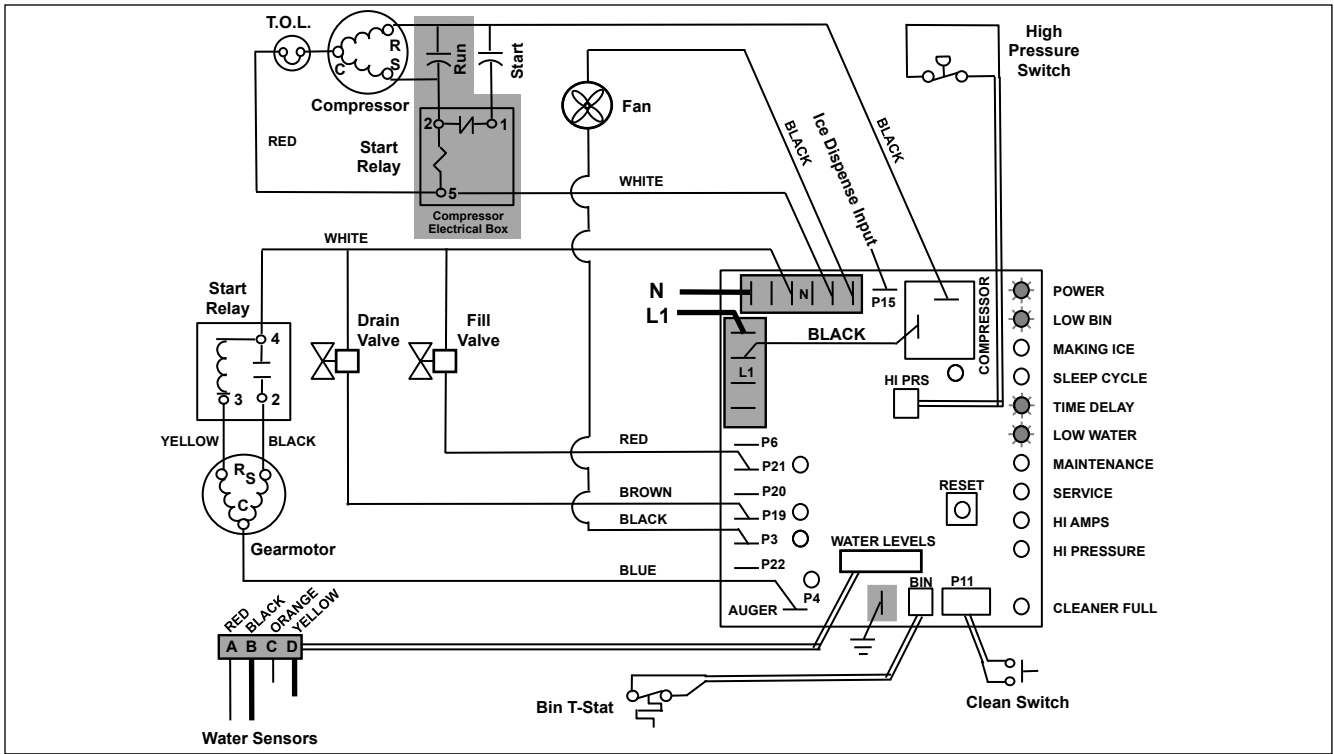 T.O.L.
R
S
C
Compressor
Run
Start
2
1
5
Start
Relay
Compressor
Electrical Box
RED
WHITE
Fan
BLACK
Ice Dispense Input
BLACK
High
Pressure
Switch
WHITE
Start
Relay
4
3
2
YELLOW
BLACK
R
S
C
Gearmotor
Drain
Valve
Fill
Valve
N
L1
N
P15
BLACK
L1
COMPRESSOR
HI PRS
RED
P6
P21
P20
BROWN
P19
BLACK
P3
P22
BLUE
P4
AUGER
RESET
WATER LEVELS
BIN
P11
POWER
LOW BIN
MAKING ICE
SLEEP CYCLE
TIME DELAY
LOW WATER
MAINTENANCE
SERVICE
HI AMPS
HI PRESSURE
CLEANER FULL
RED
BLACK
ORANGE
YELLOW
A B C D
Water Sensors
Bin T-Stat
Clean Switch